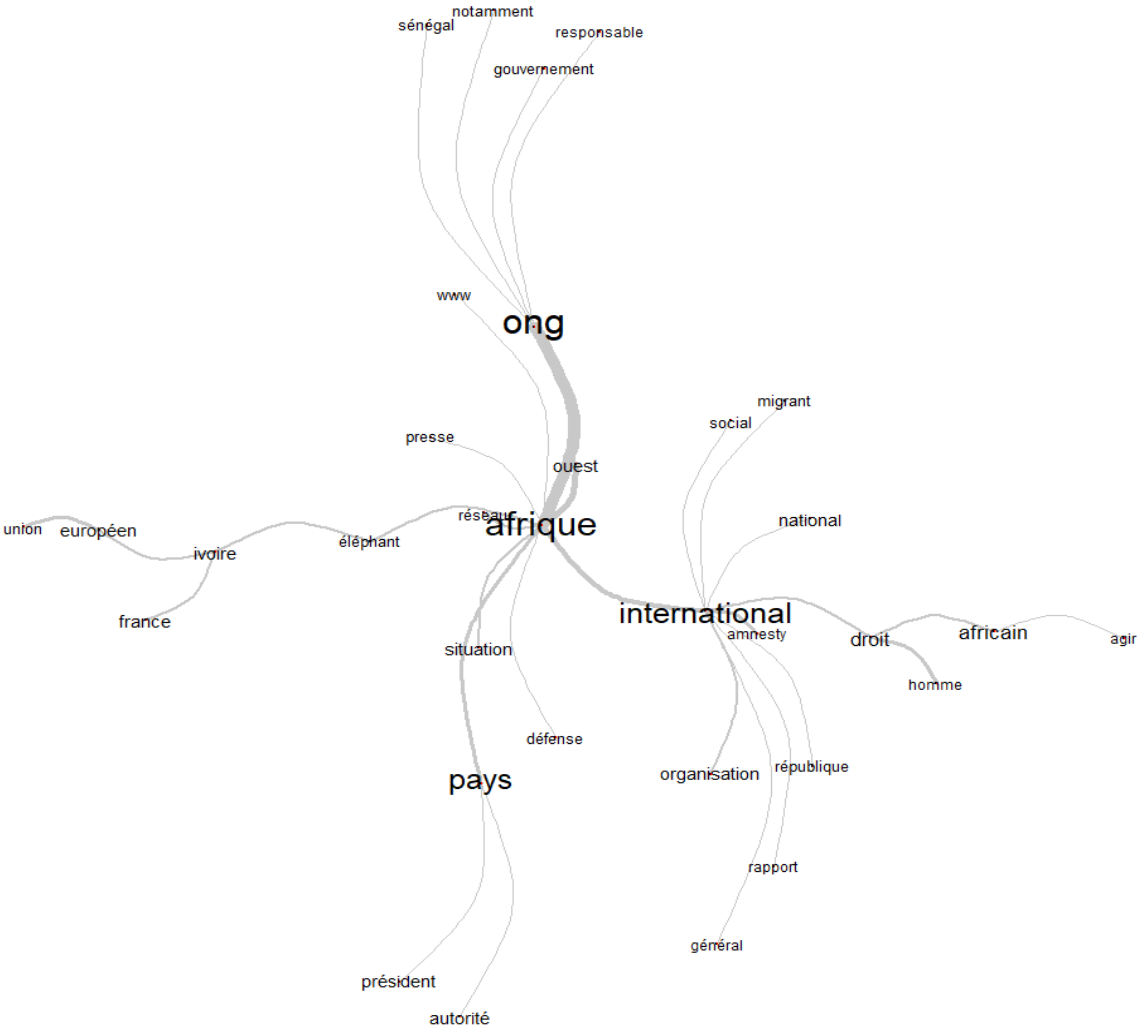 notamment
sénégal
responsable
gouvernement
www
ong
migrant
social
presse
ouest
réseaux
afrique
national
union
européen
ivoire
éléphant
france
international
amnesty
droit
africain
agir
situation
homme
défense
république
organisation
pays
rapport
général
président
autorité